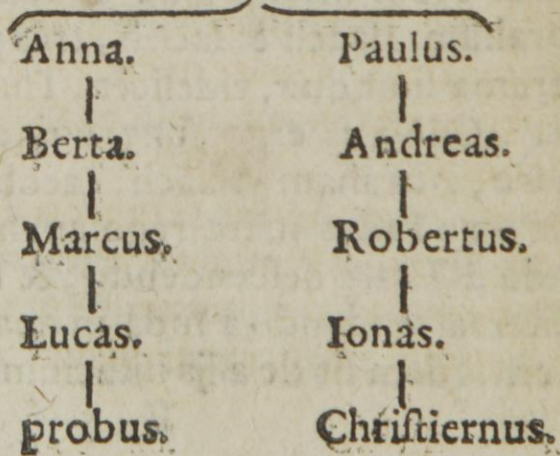 Anna. Paulus.
Berta. Andreas.
Marcus. Robertus.
Lucas. Ionas.
probus. Chriſtiernus.